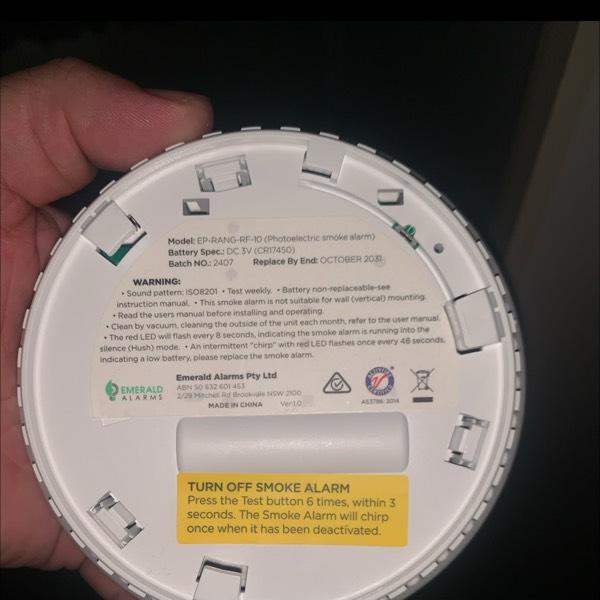 Model: EP-RANG-RF-10 (Photoelectric smoke alarm)
Battery Spec.: DC 3V (CR17450)
Batch NO.: 2407 Replace By End: OCTOBER 2031
WARNING:
• Sound pattern: ISO8201 • Test weekly. • Battery non-replaceable-see
instruction manual. • This smoke alarm is not suitable for wall (vertical) mounting.
• Read the users manual before installing and operating.
• Clean by vacuum, cleaning the outside of the unit each month, refer to the user manual.
• The red LED will flash every 8 seconds, indicating the smoke alarm is running into the
silence (Hush) mode. • An intermittent "chirp" with red LED flashes once every 48 seconds,
indicating a low battery, please replace the smoke alarm.
EMERALD
ALARMS
Emerald Alarms Pty Ltd
ABN 50 632 601 453
2/29 Mitchell Rd Brookvale NSW 2100
MADE IN CHINA Ver:1.0
AS3786: 2014
TURN OFF SMOKE ALARM
Press the Test button 6 times, within 3
seconds. The Smoke Alarm will chirp
once when it has been deactivated.